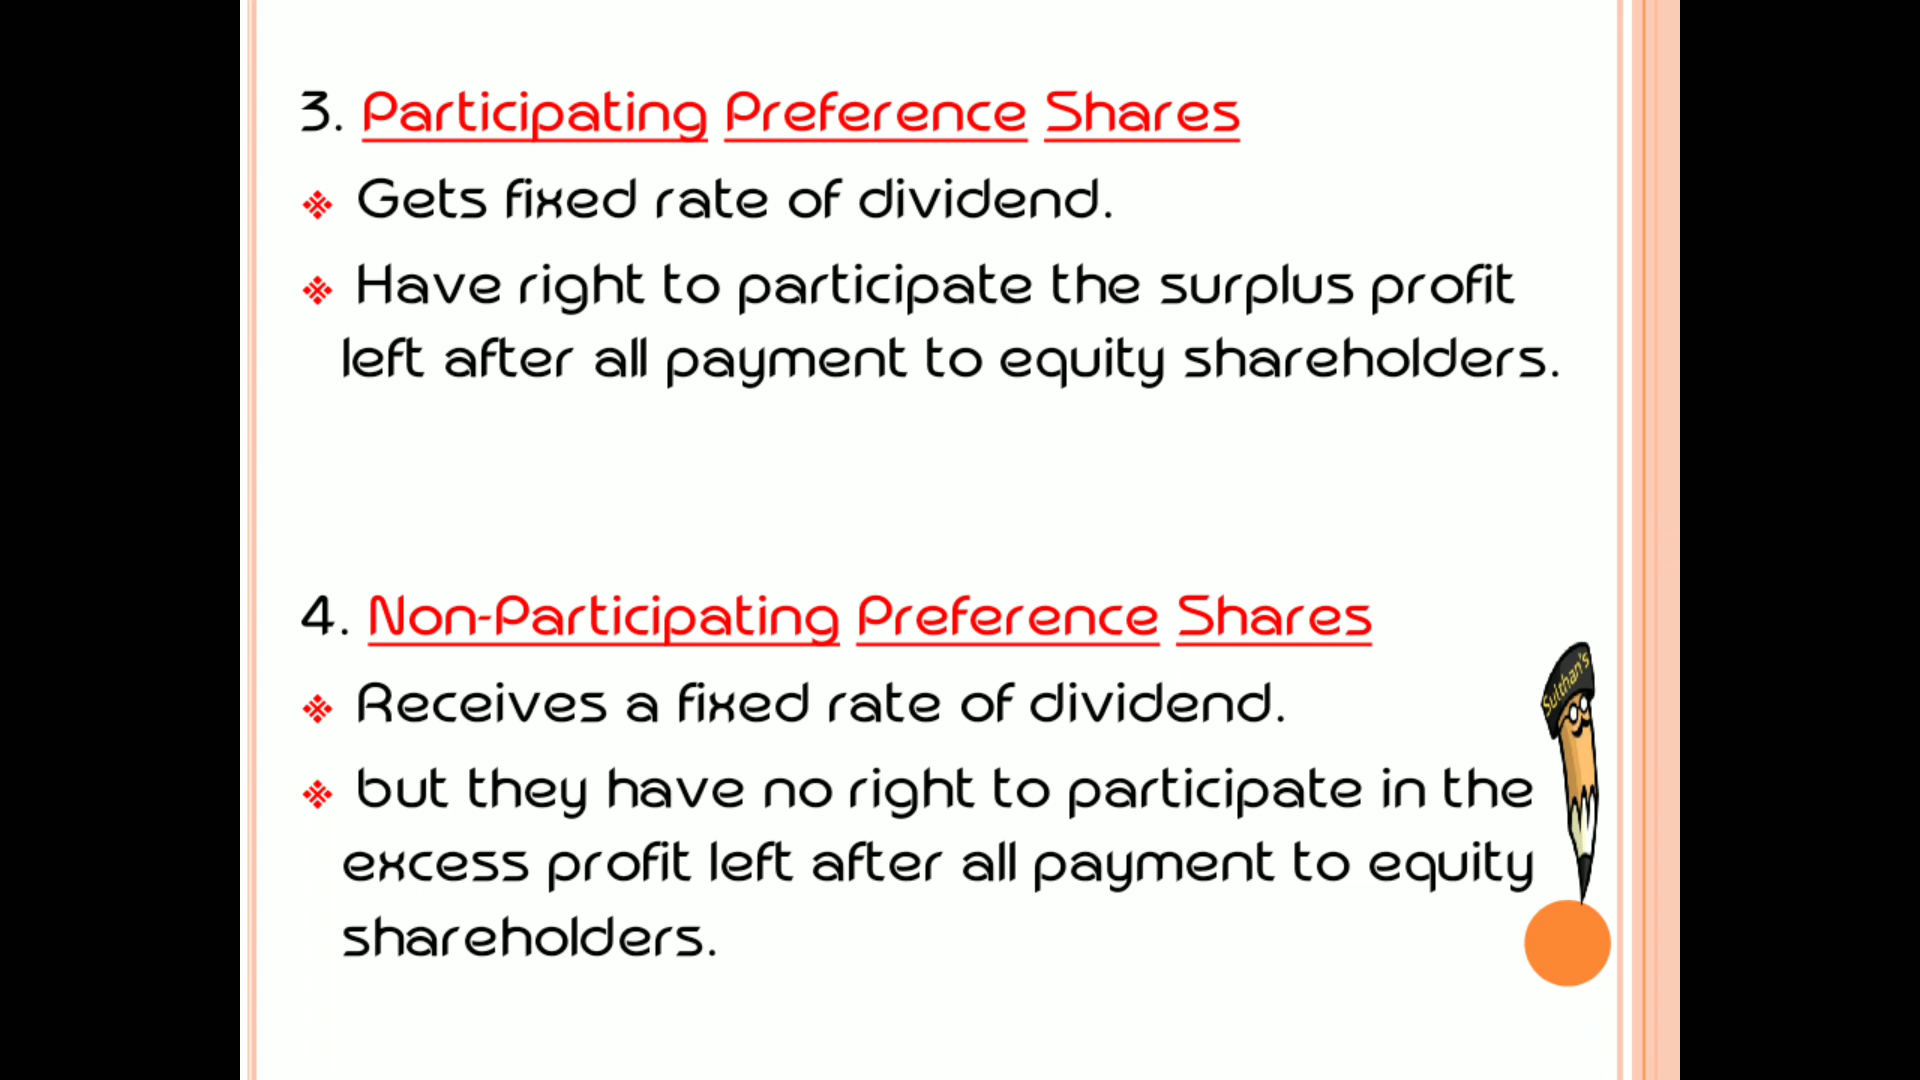 3. Participating Preference Shares
❖ Gets fixed rate of dividend.
❖ Have right to participate the surplus profit
left after all payment to equity shareholders.
4. Non-Participating Preference Shares
❖ Receives a fixed rate of dividend.
❖ but they have no right to participate in the
excess profit left after all payment to equity
shareholders.
Sulthan's